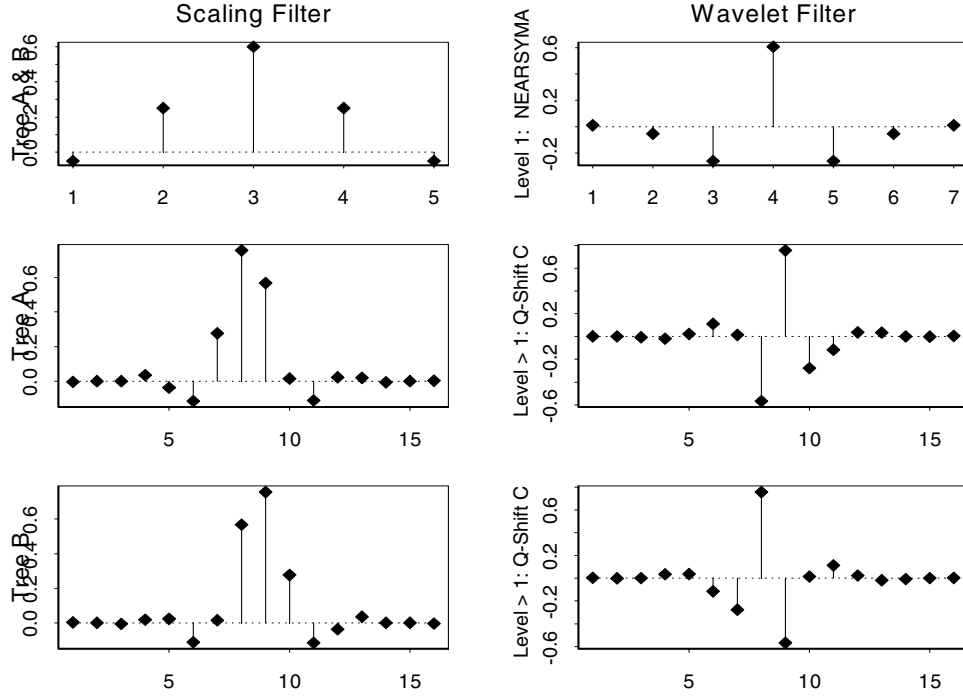 Scaling Filter
Wavelet Filter
Tree A & B
0.0 0.2 0.4 0.6
1 2 3 4 5
Level 1: NEARSYMA
-0.2 0.2 0.6
1 2 3 4 5 6 7
Tree A
0.0 0.2 0.4 0.6
5 10 15
Level > 1: Q-Shift C
-0.6 -0.2 0.2 0.6
5 10 15
Tree B
0.0 0.2 0.4 0.6
5 10 15
Level > 1: Q-Shift C
-0.6 -0.2 0.2 0.6
5 10 15